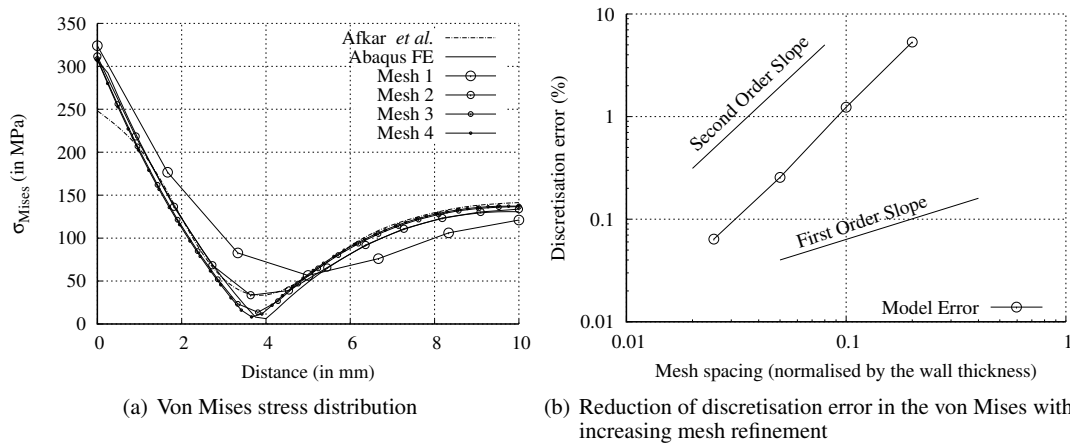 350
300
250
200
150
100
50
0
σMises (in MPa)
Afkar et al.
Abaqus FE
Mesh 1
Mesh 2
Mesh 3
Mesh 4
0 2 4 6 8 10
Distance (in mm)
(a) Von Mises stress distribution
10
1
0.1
0.01
Discretisation error (%)
Second Order Slope
First Order Slope
Model Error
0.01 0.1 1
Mesh spacing (normalised by the wall thickness)
(b) Reduction of discretisation error in the von Mises with
increasing mesh refinement